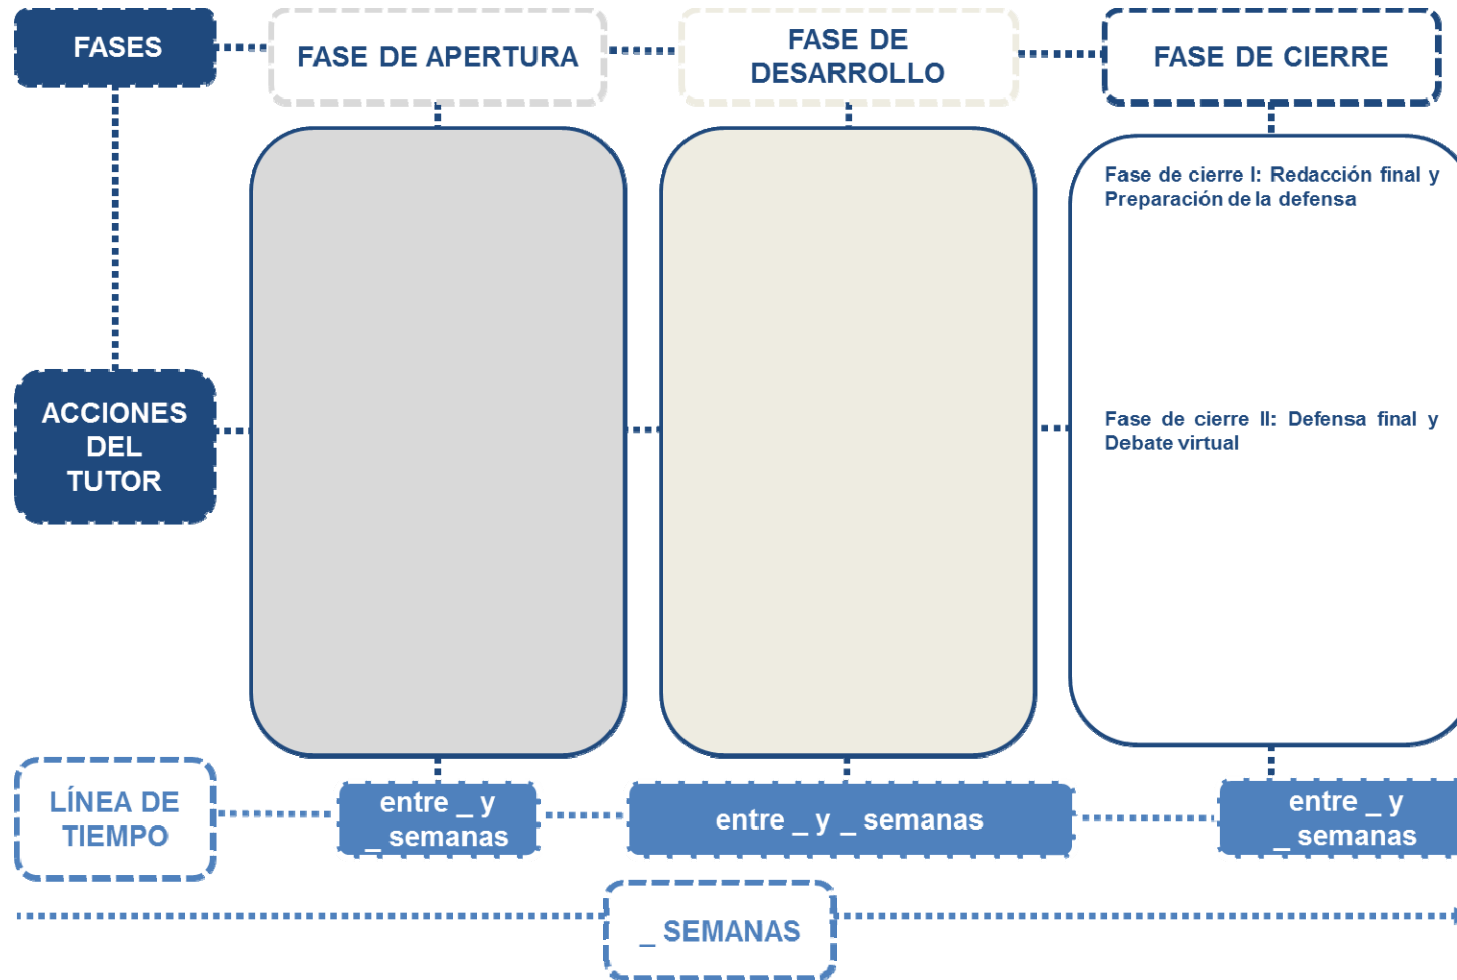 FASES
FASE DE APERTURA
FASE DE
DESARROLLO
FASE DE CIERRE
Fase de cierre I: Redacción final y
Preparación de la defensa
ACCIONES
DEL
TUTOR
Fase de cierre II: Defensa final y
Debate virtual
LÍNEA DE
TIEMPO
entre _ y
_ semanas
entre _ y _ semanas
entre _ y
_ semanas
_ SEMANAS